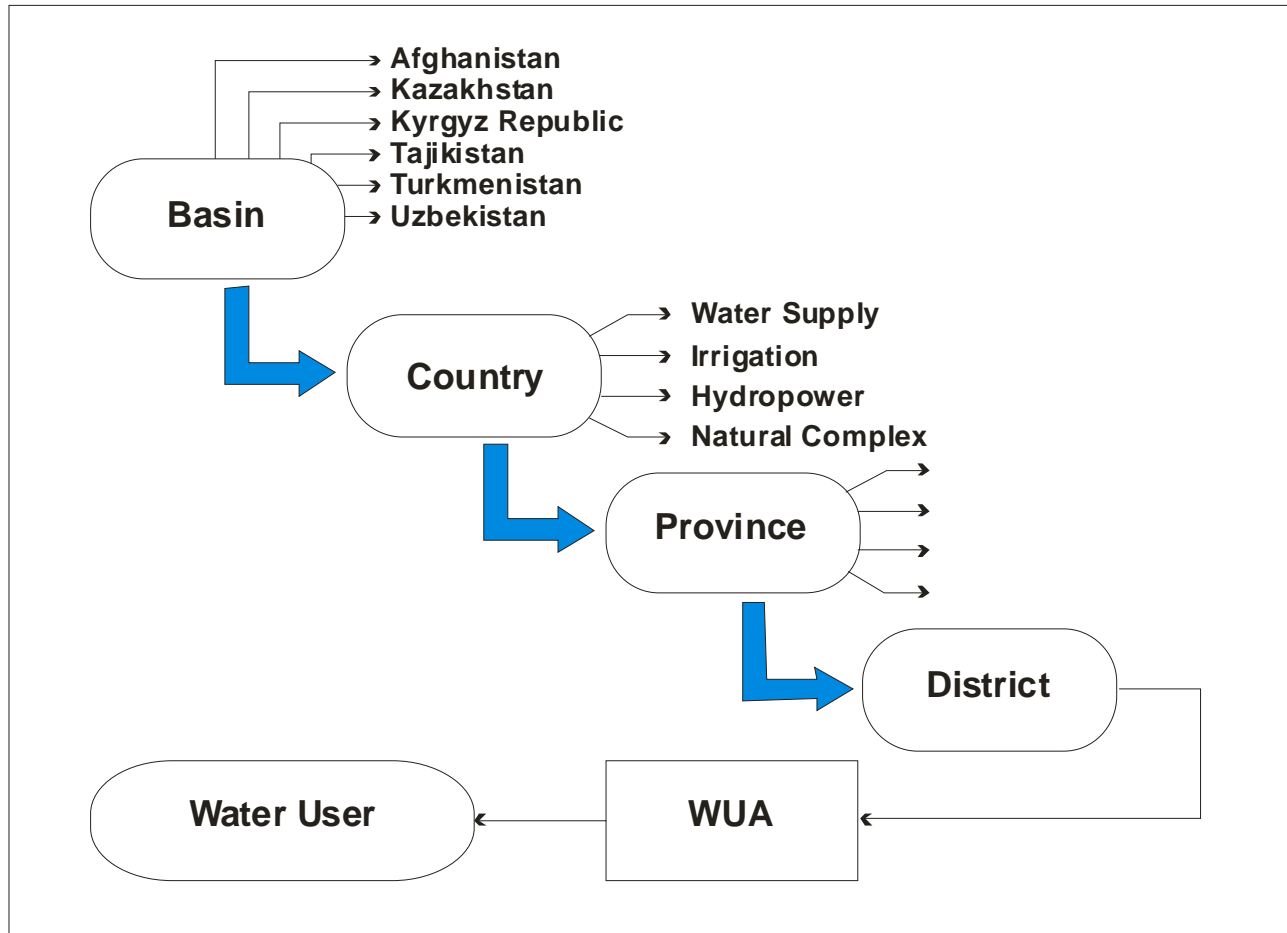 Afghanistan
Kazakhstan
Kyrgyz Republic
Tajikistan
Turkmenistan
Uzbekistan
Basin
Water Supply
Irrigation
Hydropower
Natural Complex
Country
Province
District
WUA
Water User